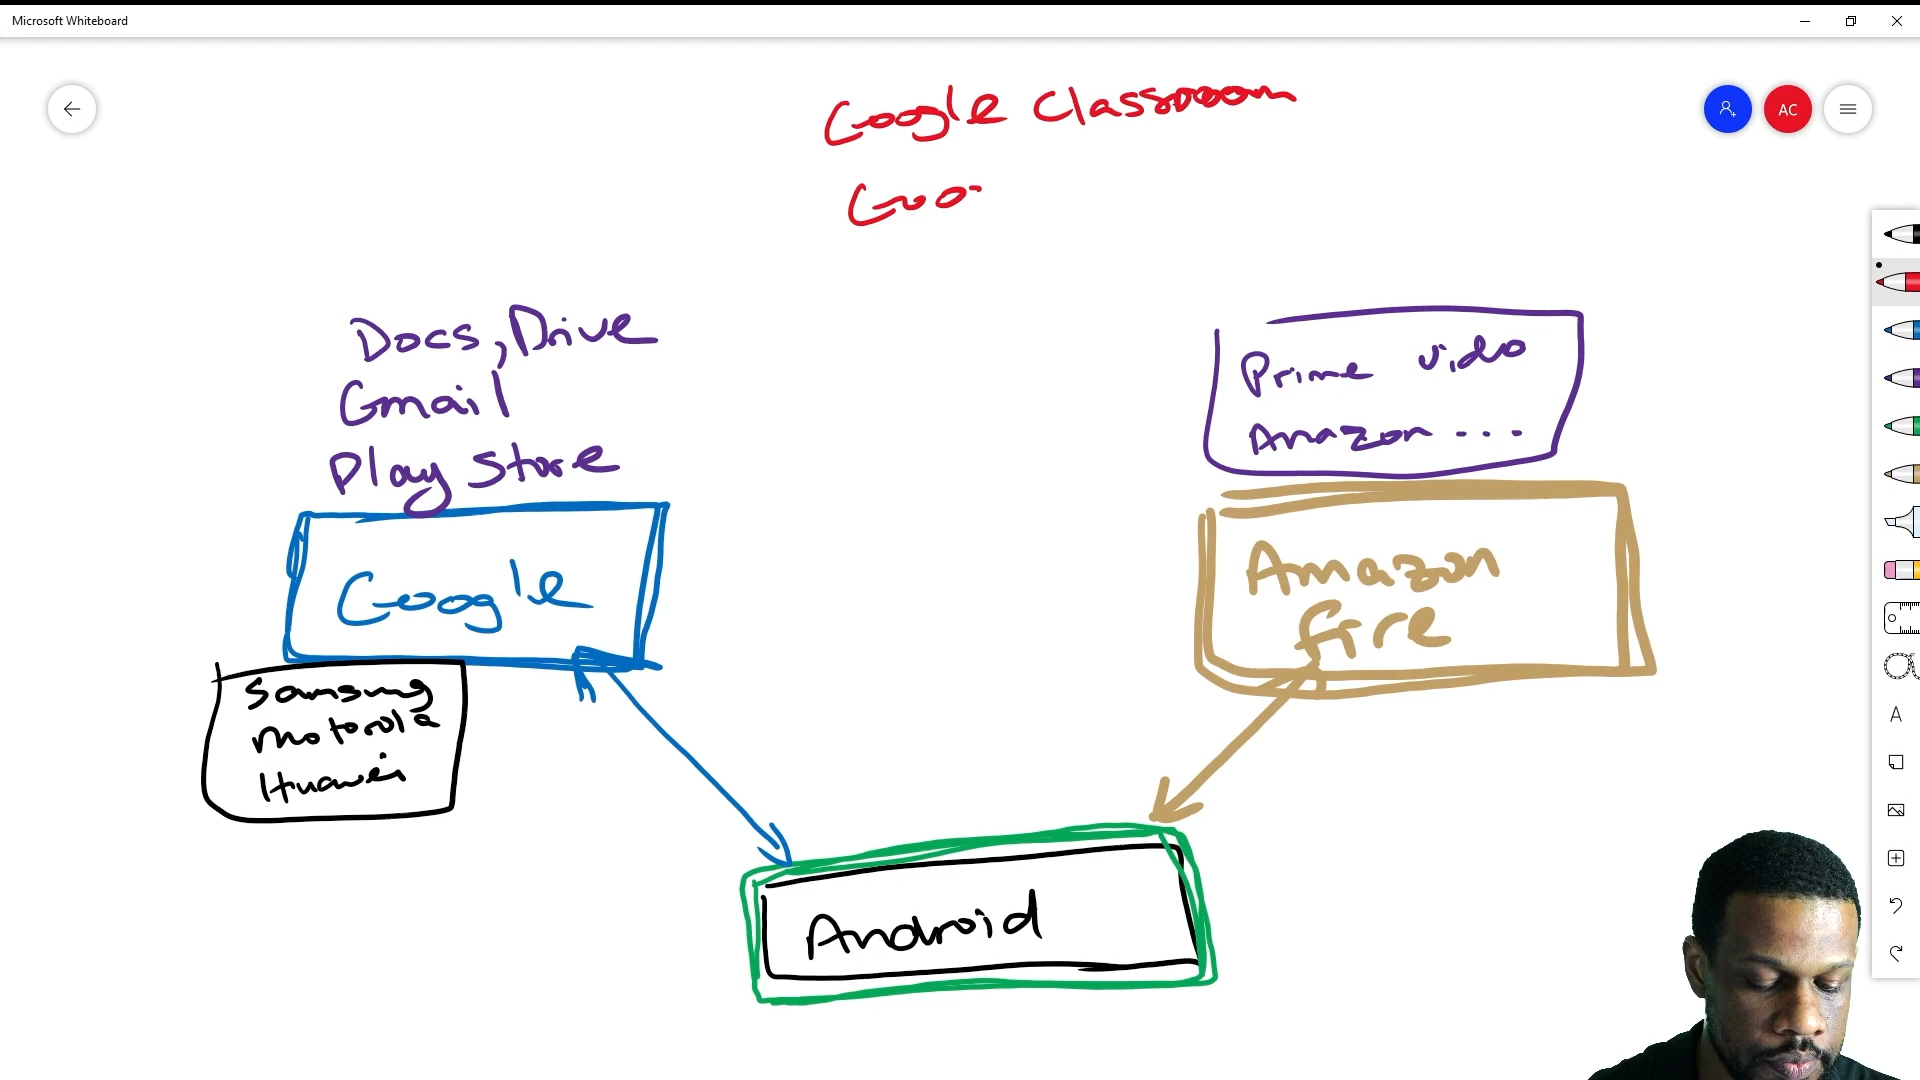 Microsoft Whiteboard
Google Classroom
Goo
AC
Docs, Drive
Gmail
Play Store
Google
Samsung
Motorola
Huawei
Prime Video
Amazon ...
Amazon
fire
Android
A